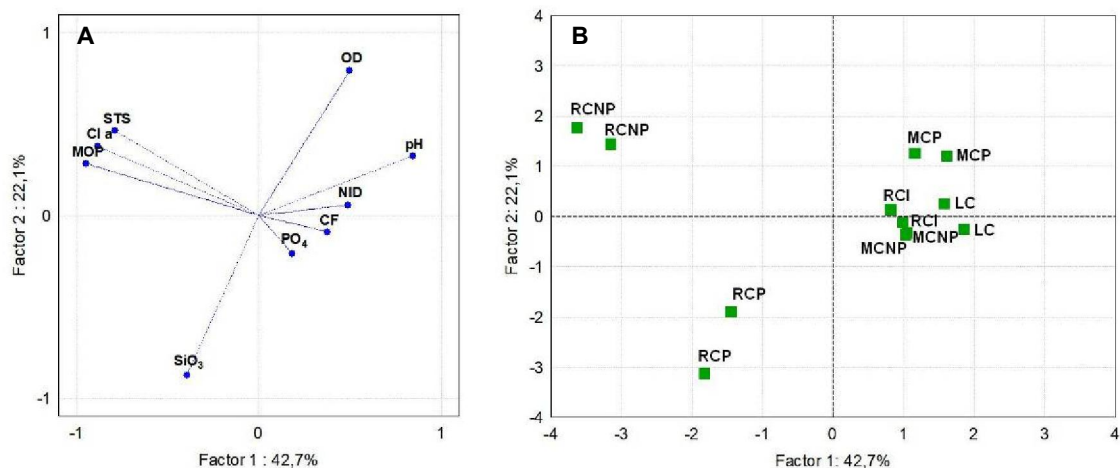 A
1
OD
STS
Cl a
MOP
pH
NID
0
CF
PO4
SiO3
-1
-1 0 1
Factor 2 : 22,1%
Factor 1 : 42,7%
B
4
3
2
1
0
-1
-2
-3
-4
RCNP
RCNP
MCP
MCP
RCI
LC
RCI
LC
MCNP
MCNP
RCP
RCP
-4 -3 -2 -1 0 1 2 3 4
Factor 2: 22,1%
Factor 1: 42,7%